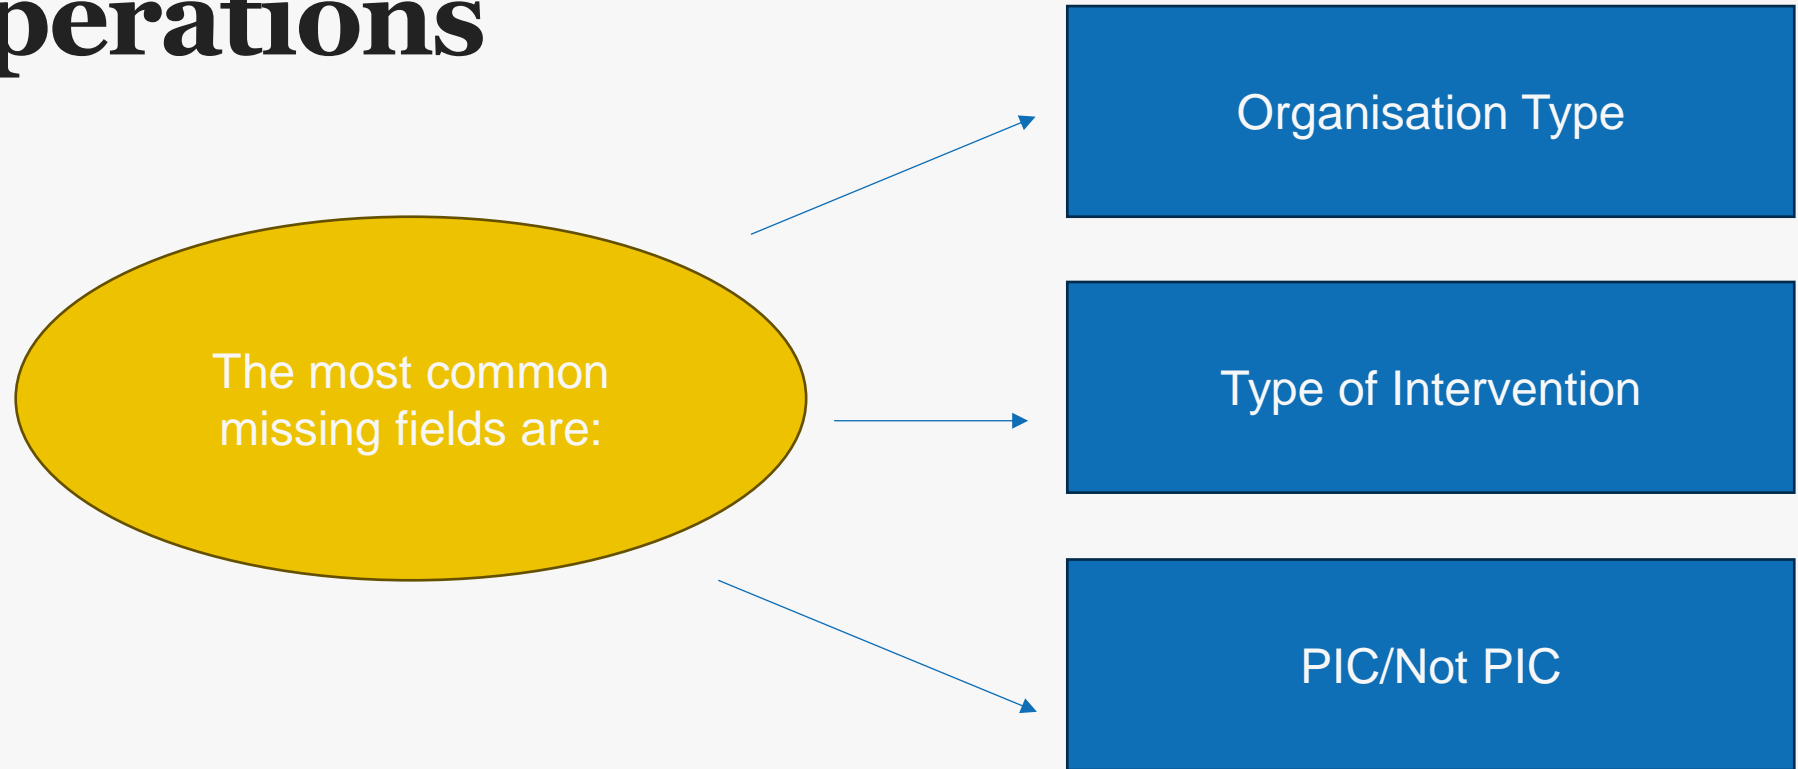 perations
Organisation Type
The most common
missing fields are:
Type of Intervention
PIC/Not PIC